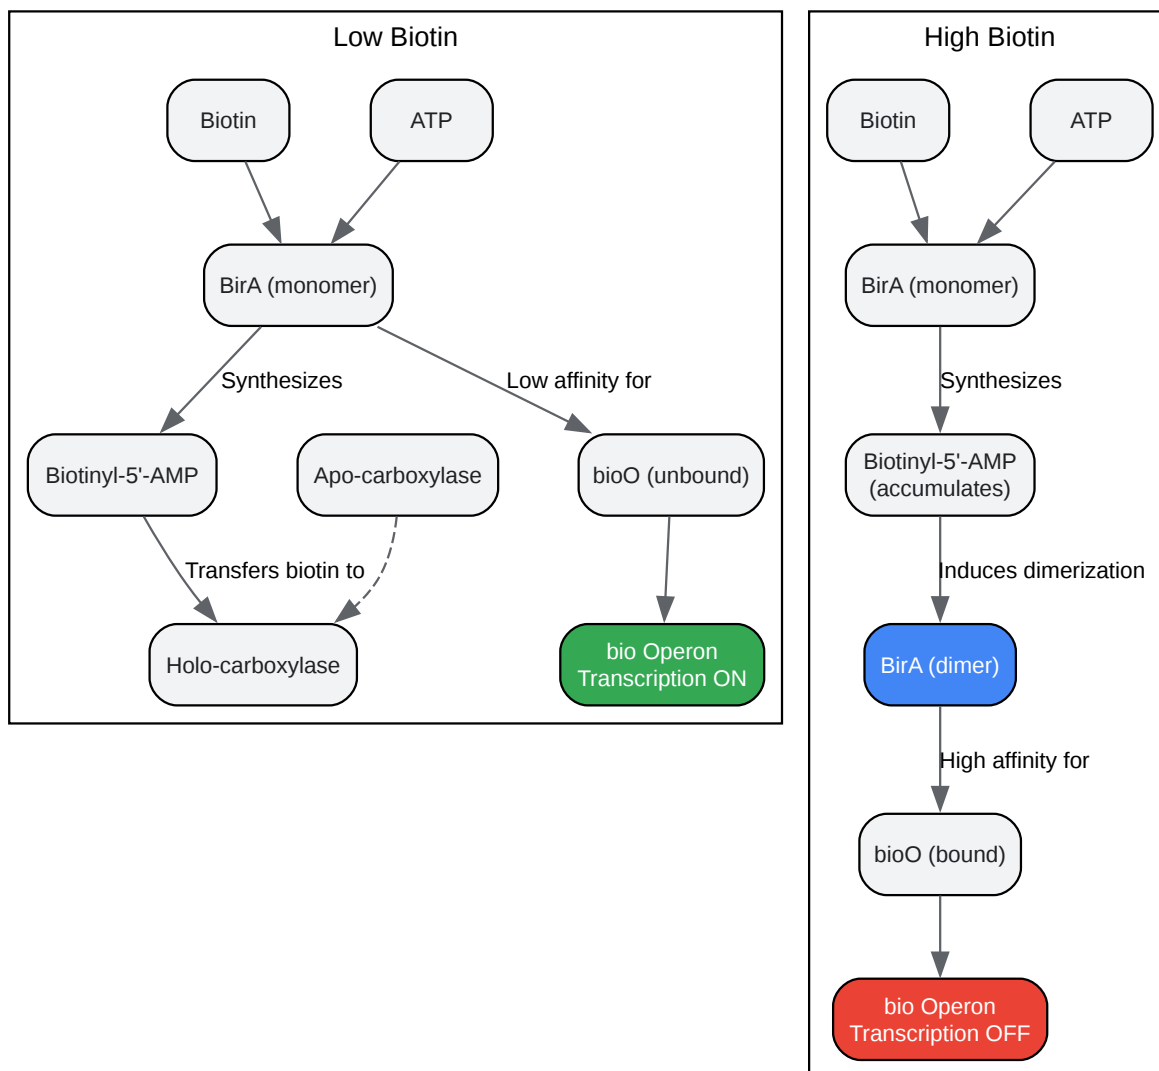 Low Biotin
Biotin
ATP
BirA (monomer)
Synthesizes
Low affinity for
Biotinyl-5'-AMP
Apo-carboxylase
bioO (unbound)
Transfers biotin to
Holo-carboxylase
bio Operon
Transcription ON
High Biotin
Biotin
ATP
BirA (monomer)
Synthesizes
Biotinyl-5'-AMP
(accumulates)
Induces dimerization
BirA (dimer)
High affinity for
bioO (bound)
bio Operon
Transcription OFF